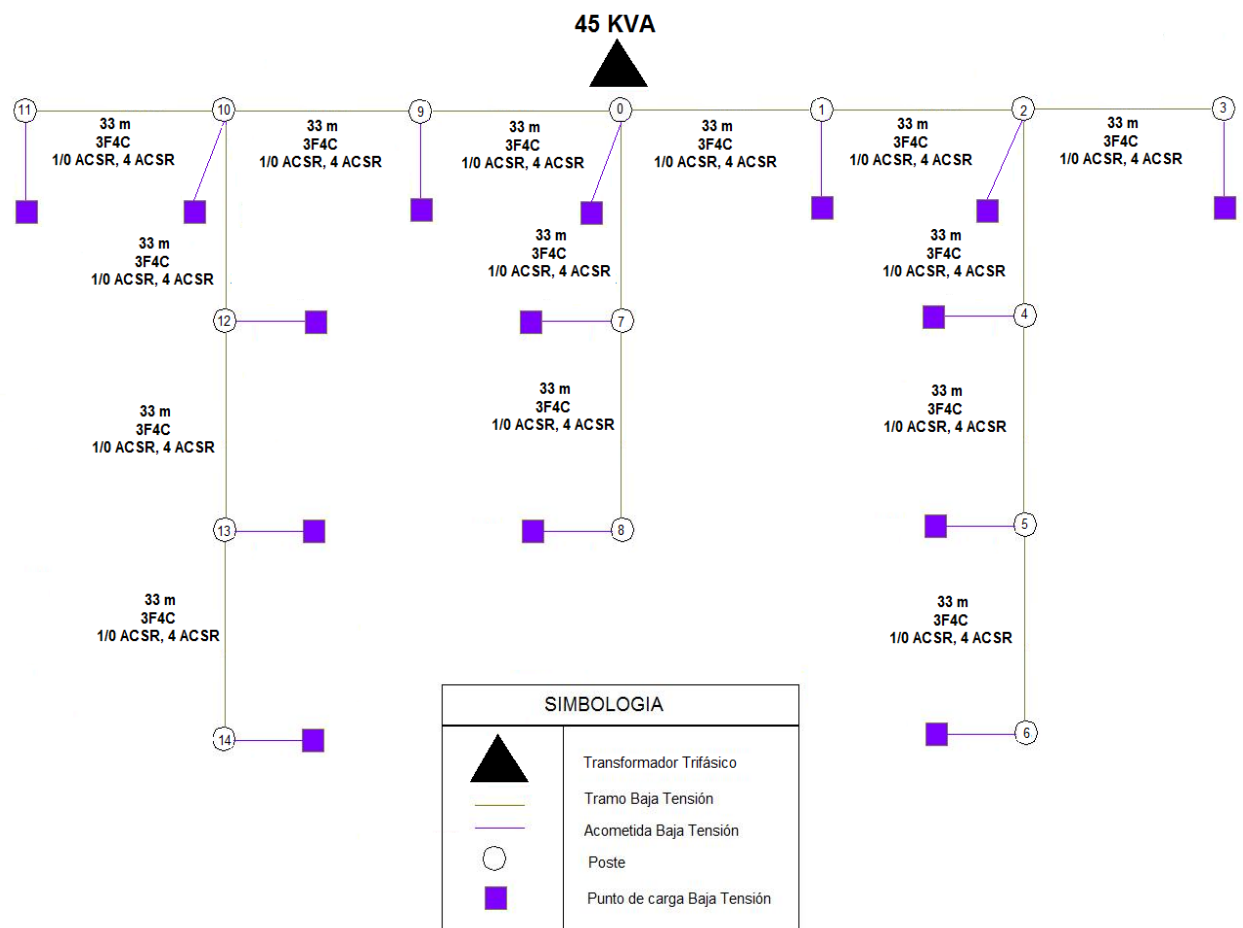 45 KVA
11
10
9
0
1
2
3
33 m
3F4C
1/0 ACSR, 4 ACSR
33 m
3F4C
1/0 ACSR, 4 ACSR
33 m
3F4C
1/0 ACSR, 4 ACSR
33 m
3F4C
1/0 ACSR, 4 ACSR
33 m
3F4C
1/0 ACSR, 4 ACSR
33 m
3F4C
1/0 ACSR, 4 ACSR
33 m
3F4C
1/0 ACSR, 4 ACSR
33 m
3F4C
1/0 ACSR, 4 ACSR
33 m
3F4C
1/0 ACSR, 4 ACSR
12
7
4
33 m
3F4C
1/0 ACSR, 4 ACSR
33 m
3F4C
1/0 ACSR, 4 ACSR
33 m
3F4C
1/0 ACSR, 4 ACSR
13
8
5
33 m
3F4C
1/0 ACSR, 4 ACSR
33 m
3F4C
1/0 ACSR, 4 ACSR
14
6
SIMBOLOGIA
Transformador Trifásico
Tramo Baja Tensión
Acometida Baja Tensión
Poste
Punto de carga Baja Tensión